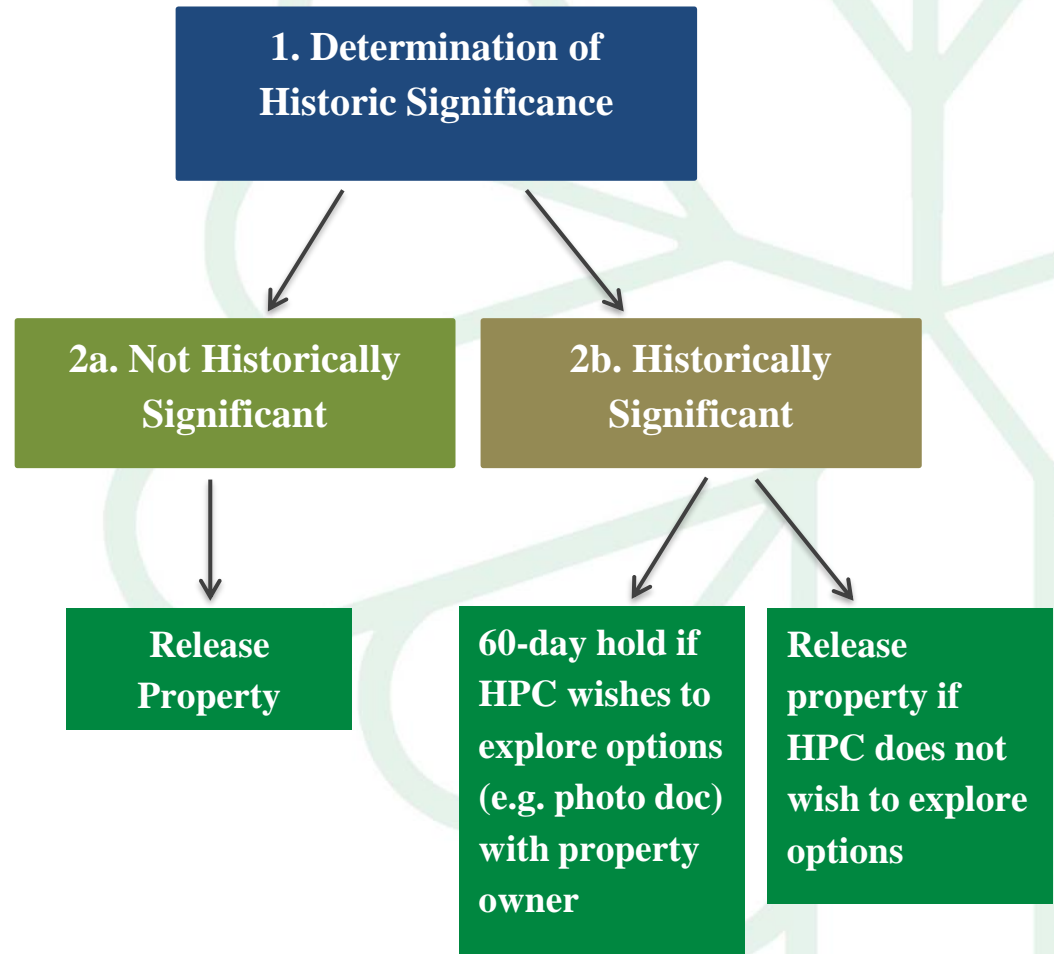 1. Determination of
Historic Significance
2a. Not Historically
Significant
2b. Historically
Significant
Release
Property
60-day hold if
HPC wishes to
explore options
(e.g. photo doc)
with property
owner
Release
property if
HPC does not
wish to explore
options